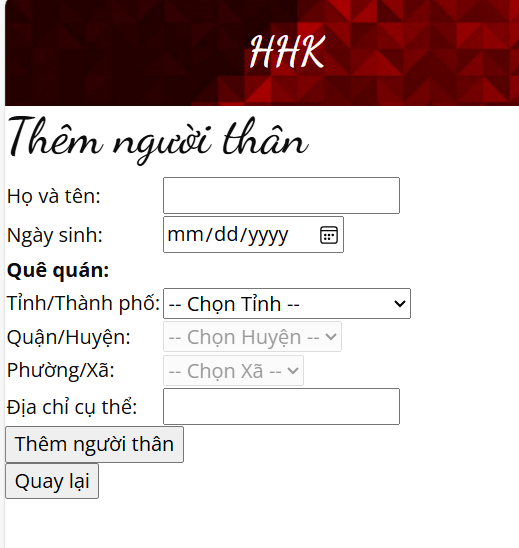 HHK
Thêm người thân
Họ và tên:
Ngày sinh: mm/dd/yyyy
Quê quán:
Tỉnh/Thành phố: -- Chọn Tỉnh --
Quận/Huyện: -- Chọn Huyện --
Phường/Xã: -- Chọn Xã --
Địa chỉ cụ thể:
Thêm người thân
Quay lại